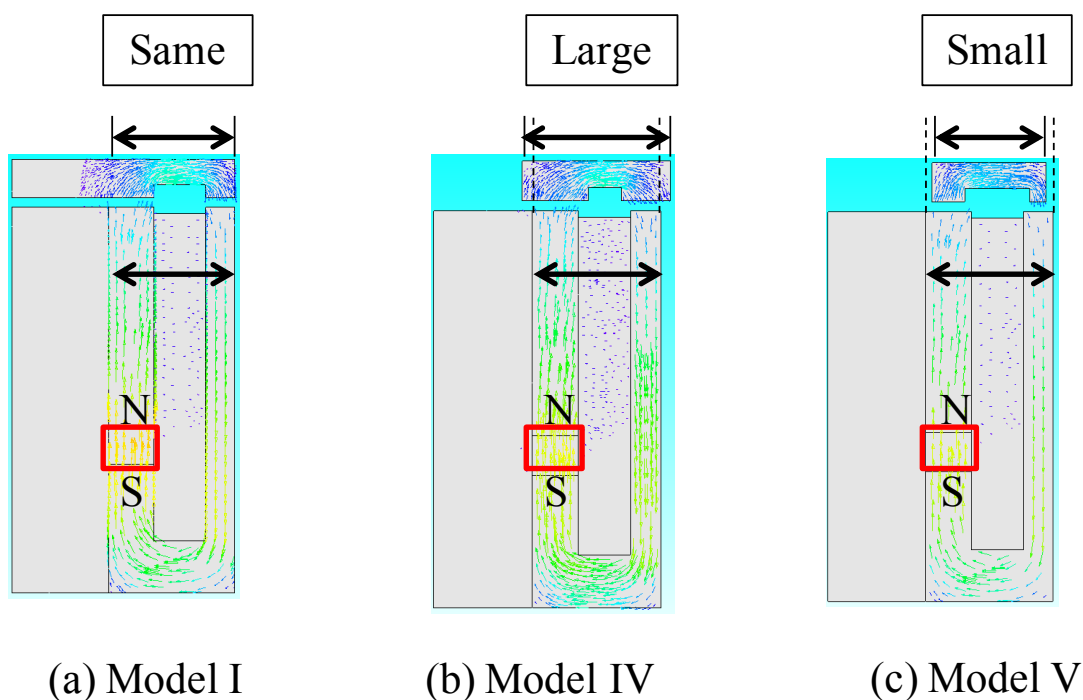 Same Large Small
N N N
S S S
(a) Model I (b) Model IV (c) Model V